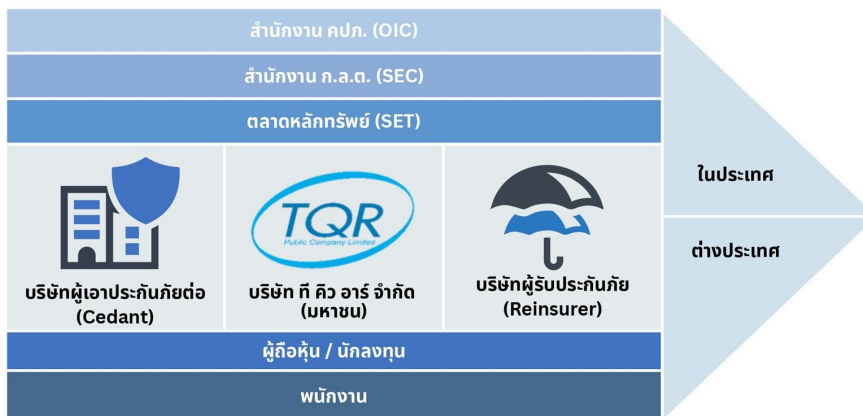 สำนักงาน คปภ. (OIC)
สำนักงาน ก.ล.ต. (SEC)
ตลาดหลักทรัพย์ (SET)
TQR
Public Company Limited
บริษัทผู้เอาประกันภัยต่อ
(Cedant)
บริษัท ที คิว อาร์ จำกัด
(มหาชน)
บริษัทผู้รับประกันภัย
(Reinsurer)
ในประเทศ
ต่างประเทศ
ผู้ถือหุ้น / นักลงทุน
พนักงาน